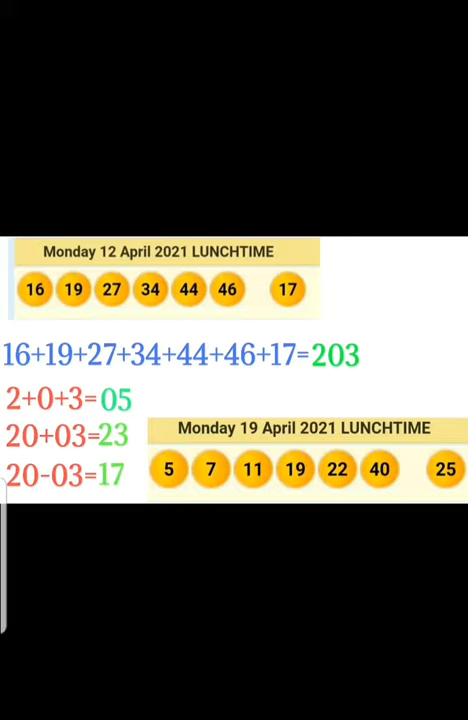 Monday 12 April 2021 LUNCHTIME
16 19 27 34 44 46 17
16+19+27+34+44+46+17=203
2+0+3=05
20+03=23
20-03=17
Monday 19 April 2021 LUNCHTIME
5 7 11 19 22 40 25